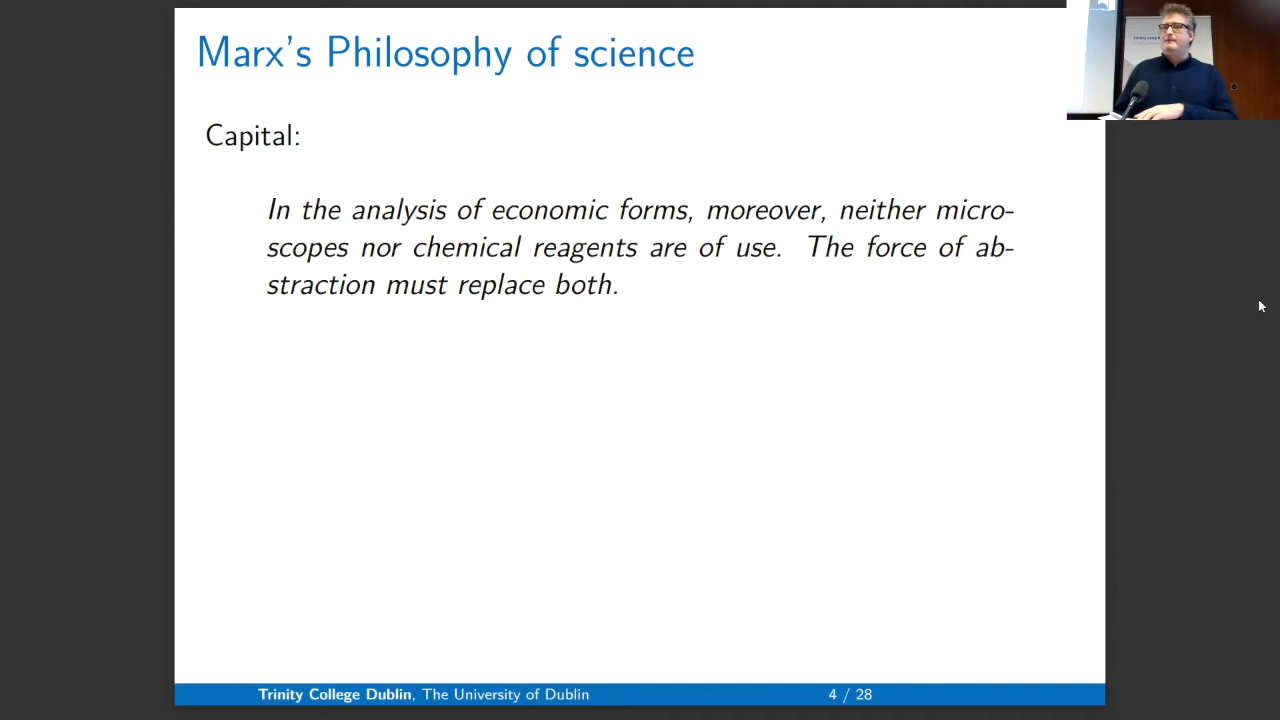 Marx's Philosophy of science
Capital:
In the analysis of economic forms, moreover, neither micro-
scopes nor chemical reagents are of use. The force of ab-
straction must replace both.
Trinity College Dublin, The University of Dublin
4 / 28